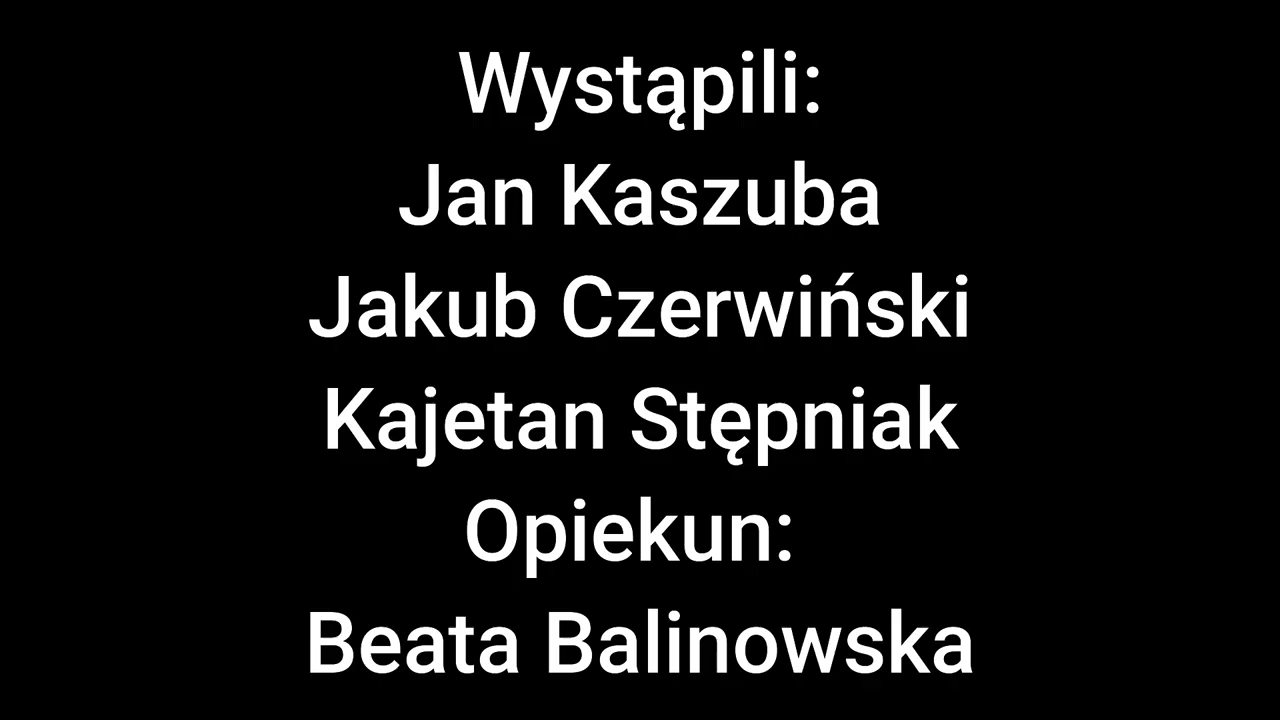 Wystąpili:
Jan Kaszuba
Jakub Czerwiński
Kajetan Stępniak
Opiekun:
Beata Balinowska